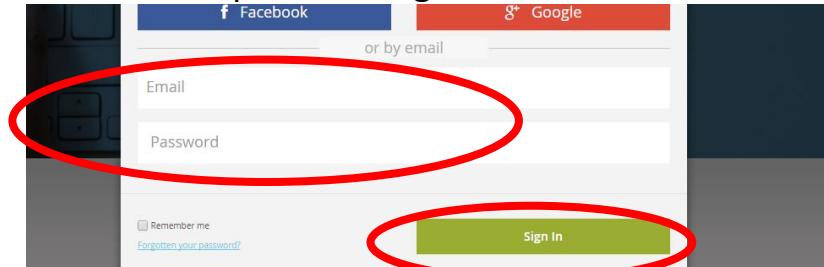 f Facebook
g+ Google
or by email
Email
Password
Remember me
Forgotten your password?
Sign In